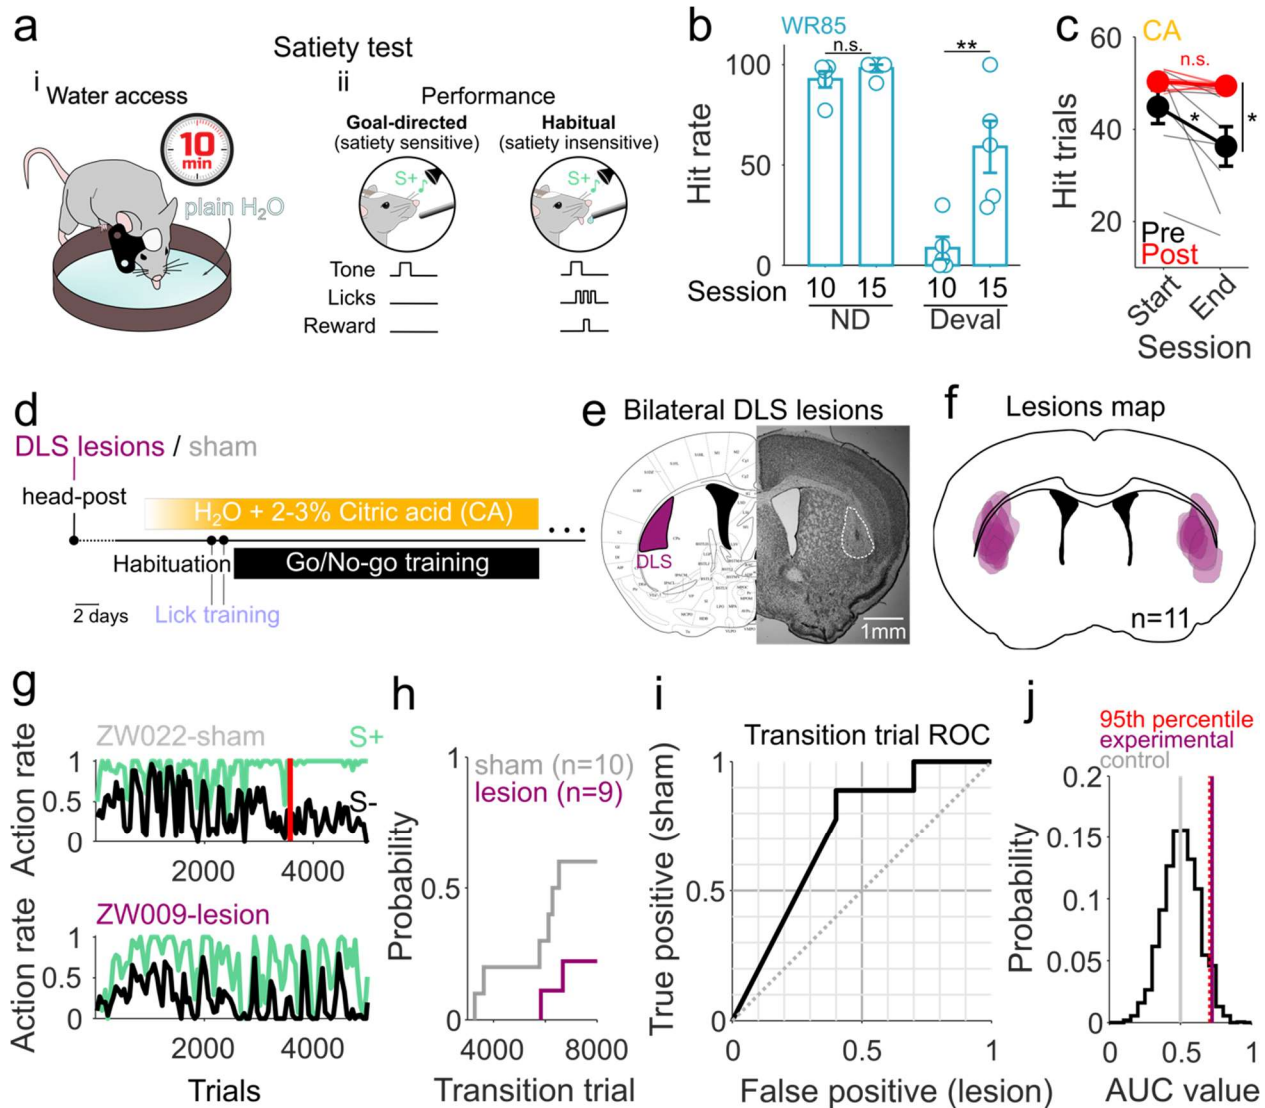 a
Satiety test
i
Water access
10
min
plain H₂O
ii
Performance
Goal-directed
(satiety sensitive)
Habitual
(satiety insensitive)
S+
S+
Tone
Licks
Reward
b
WR85
n.s.
**
100
50
0
Hit rate
Session
10
15
10
15
ND
Deval
c
CA
60
40
20
n.s.
*
*
Hit trials
Pre
Post
Start
End
Session
d
DLS lesions / sham
head-post
H₂O + 2-3% Citric acid (CA)
Habituation
Go/No-go training
2 days
Lick training
e
Bilateral DLS lesions
DLS
1mm
f
Lesions map
n=11
g
ZW022-sham
S+
S-
Action rate
1
0.5
0
2000
4000
ZW009-lesion
Action rate
1
0.5
0
2000
4000
Trials
h
sham (n=10)
lesion (n=9)
Probability
1
0.5
0
4000
8000
Transition trial
i
Transition trial ROC
True positive (sham)
1
0.5
0
0
0.5
1
False positive (lesion)
j
95th percentile
experimental
control
Probability
0.2
0.15
0.1
0.05
0
0
0.5
1
AUC value